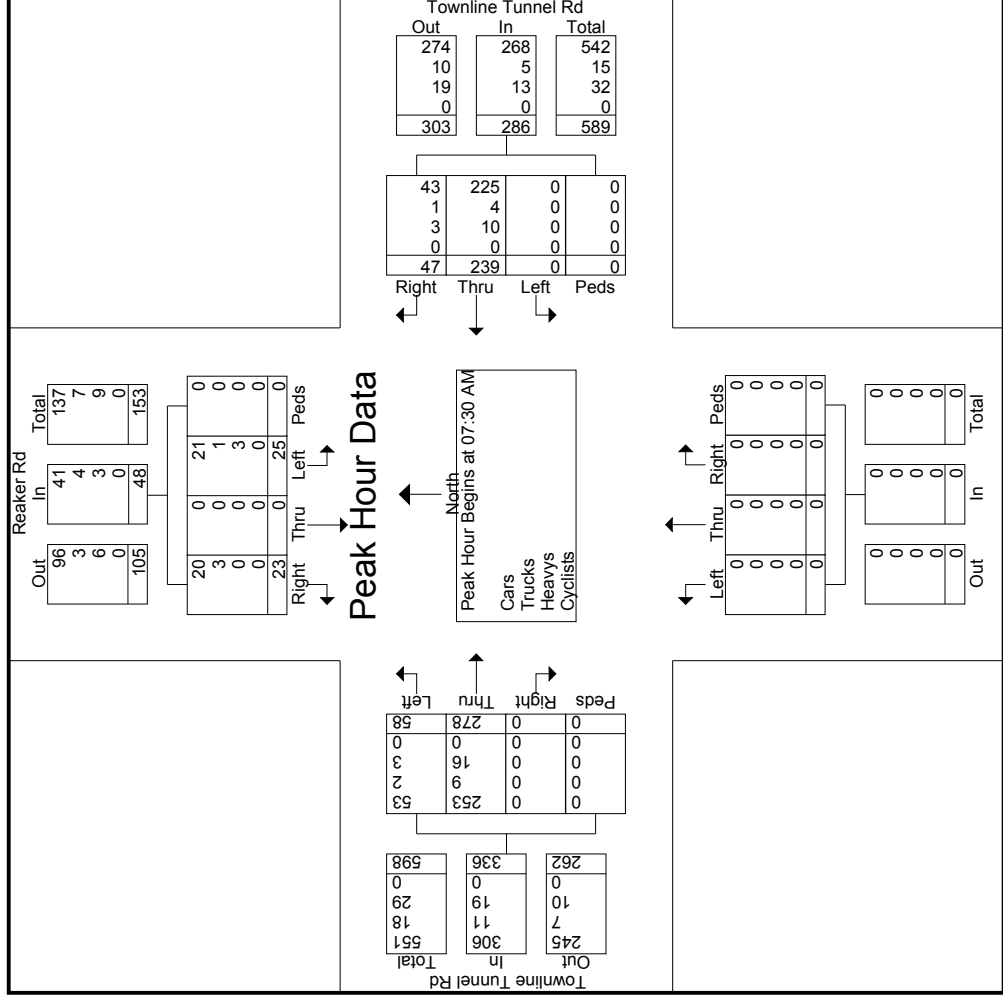 Townline Tunnel Rd
Out In Total
274 268 542
10 5 15
19 13 32
0 0 0
303 286 589
43 225 0 0
1 4 0 0
3 10 0 0
0 0 0 0
47 239 0 0
Right Thru Left Peds
Reaker Rd
Out In Total
96 41 137
3 4 7
6 3 9
0 0 0
105 48 153
20 0 21 0
3 0 1 0
0 0 3 0
0 0 0 0
23 0 25 0
Right Thru Left Peds
Peak Hour Data
North
Peak Hour Begins at 07:30 AM
Cars
Trucks
Heavys
Cyclists
Left Thru Right Peds
0 0 0 0
0 0 0 0
0 0 0 0
0 0 0 0
0 0 0 0
0 0 0
0 0 0
0 0 0
0 0 0
0 0 0
Out In Total
Peds Right Thru Left
0 0 278 58
0 0 0 0
0 0 16 3
0 0 9 2
0 0 253 53
262 336 598
0 0 0
10 19 29
7 11 18
245 306 551
Out In Total
Townline Tunnel Rd